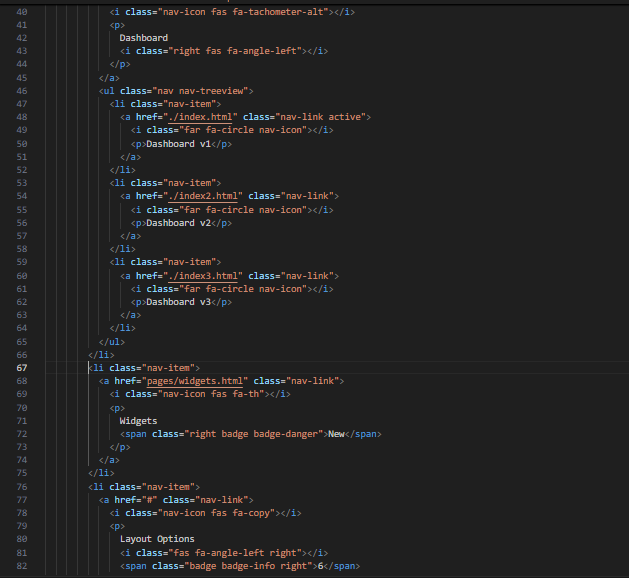 40 <i class="nav-icon fas fa-tachometer-alt"></i>
41 <p>
42 Dashboard
43 <i class="right fas fa-angle-left"></i>
44 </p>
45 </a>
46 <ul class="nav nav-treeview">
47 <li class="nav-item">
48 <a href="./index.html" class="nav-link active">
49 <i class="far fa-circle nav-icon"></i>
50 <p>Dashboard v1</p>
51 </a>
52 </li>
53 <li class="nav-item">
54 <a href="./index2.html" class="nav-link">
55 <i class="far fa-circle nav-icon"></i>
56 <p>Dashboard v2</p>
57 </a>
58 </li>
59 <li class="nav-item">
60 <a href="./index3.html" class="nav-link">
61 <i class="far fa-circle nav-icon"></i>
62 <p>Dashboard v3</p>
63 </a>
64 </li>
65 </ul>
66 </li>
67 <li class="nav-item">
68 <a href="pages/widgets.html" class="nav-link">
69 <i class="nav-icon fas fa-th"></i>
70 <p>
71 Widgets
72 <span class="right badge badge-danger">New</span>
73 </p>
74 </a>
75 </li>
76 <li class="nav-item">
77 <a href="#" class="nav-link">
78 <i class="nav-icon fas fa-copy"></i>
79 <p>
80 Layout Options
81 <i class="fas fa-angle-left right"></i>
82 <span class="badge badge-info right">6</span>